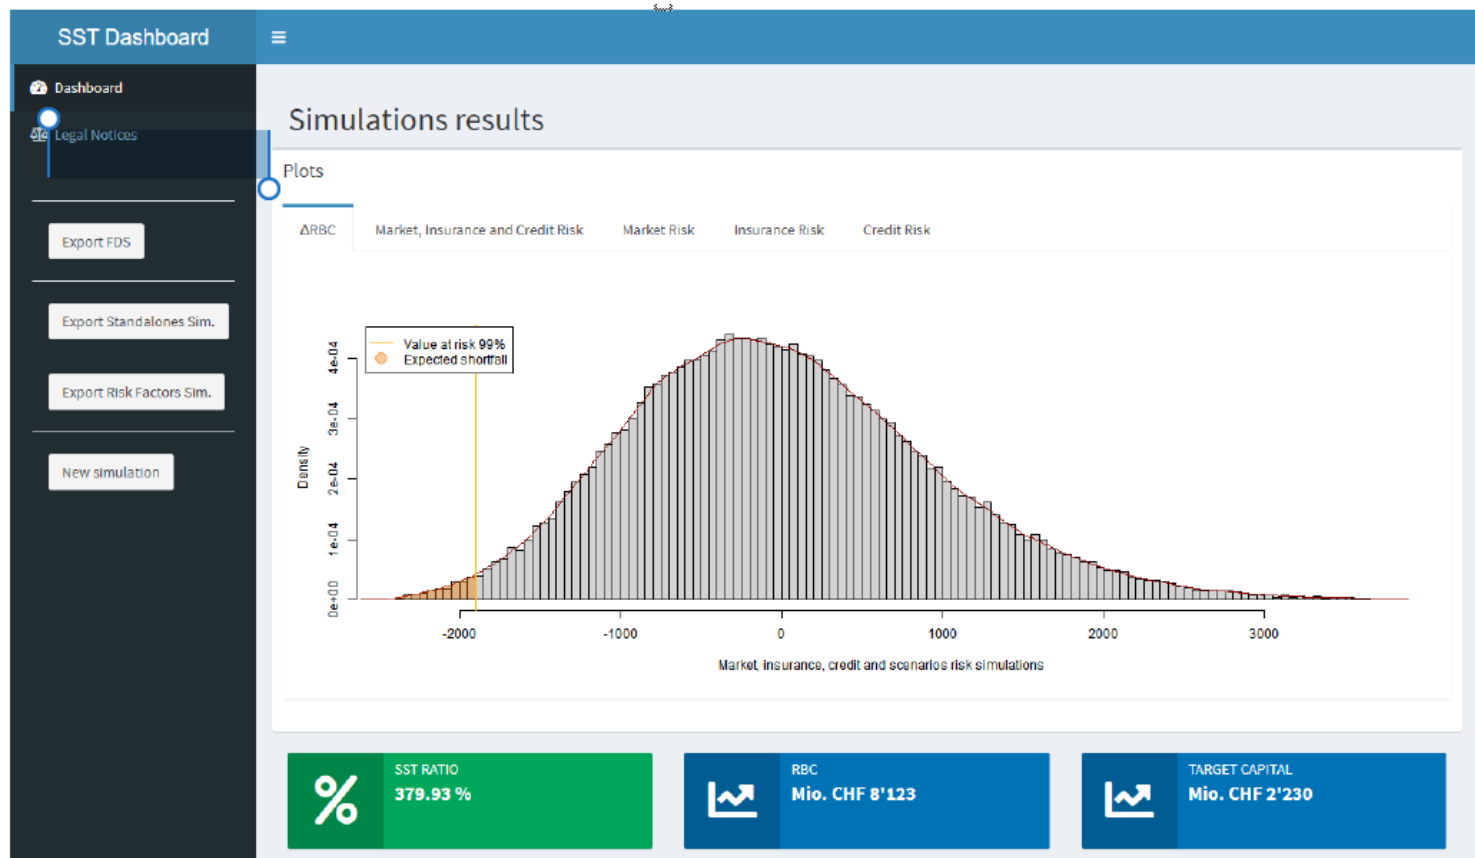 SST Dashboard
Dashboard
Legal Notices
Export FDS
Export Standalones Sim.
Export Risk Factors Sim.
New simulation
Simulations results
Plots
ΔRBC
Market, Insurance and Credit Risk
Market Risk
Insurance Risk
Credit Risk
Value at risk 99%
Expected shortfall
Density
4e-04
3e-04
2e-04
1e-04
0e+00
-2000
-1000
0
1000
2000
3000
Market, insurance, credit and scenarios risk simulations
SST RATIO
379.93 %
RBC
Mio. CHF 8'123
TARGET CAPITAL
Mio. CHF 2'230